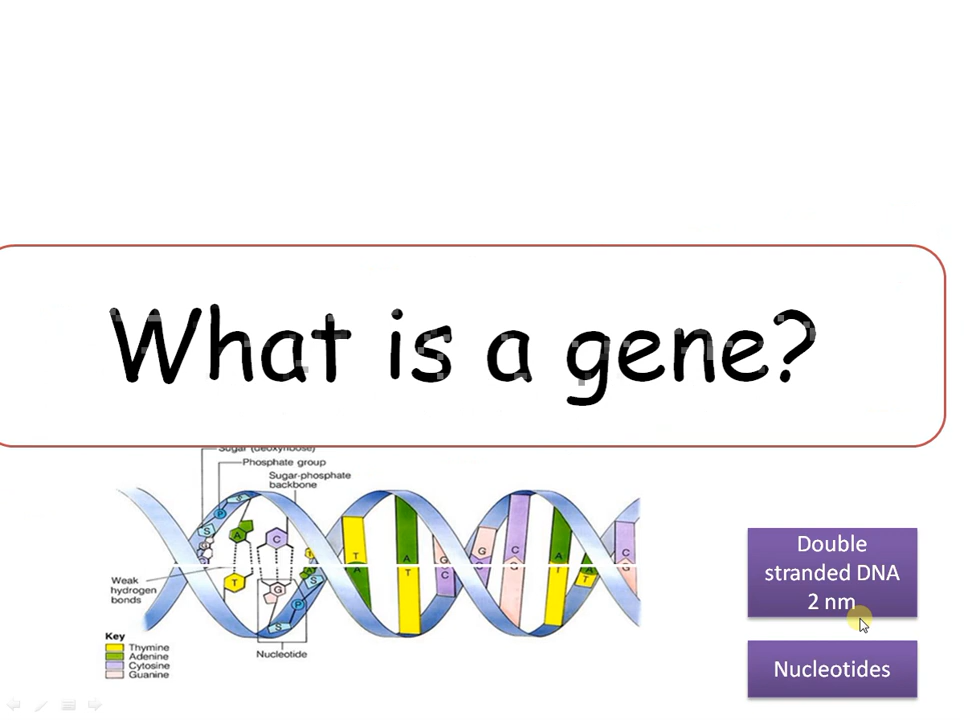 What is a gene?
Sugar (deoxyribose)
Phosphate group
Sugar-phosphate
backbone
S
P
S
A
C
T
G
S
P
S
T
A
A
T
G
C
G
C
C
G
A
T
A
T
C
G
Weak
hydrogen
bonds
Nucleotide
Key
Thymine
Adenine
Cytosine
Guanine
Double
stranded DNA
2 nm
Nucleotides